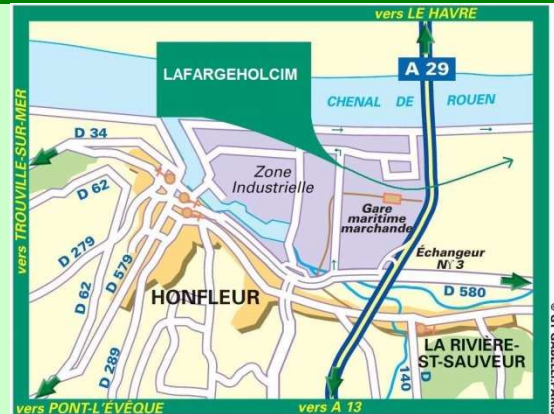 vers LE HAVRE
LAFARGEHOLCIM
A 29
CHENAL DE ROUEN
vers TROUVILLE-SUR-MER
D 34
D 62
Zone
Industrielle
Gare
maritime
marchande
D 279
D 579
D 62
Échangeur
N° 3
HONFLEUR
D 580
D 289
LA RIVIÈRE-
ST-SAUVEUR
140
D
vers PONT-L'ÉVÊQUE
vers A 13